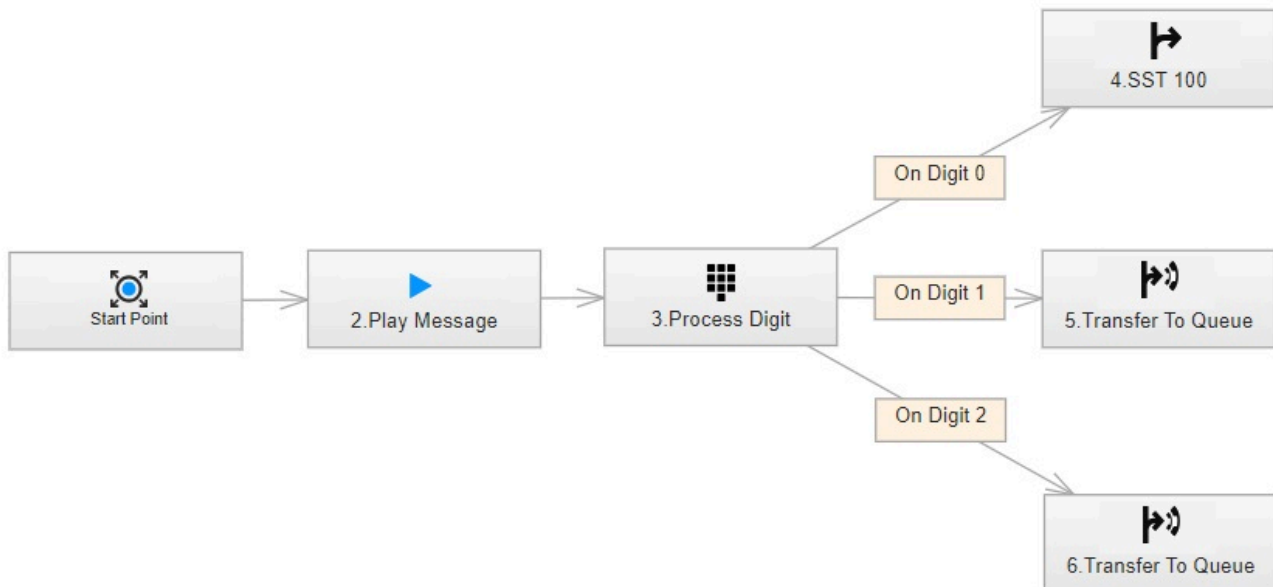 4.SST 100
On Digit 0
Start Point
2.Play Message
3.Process Digit
On Digit 1
5.Transfer To Queue
On Digit 2
6.Transfer To Queue